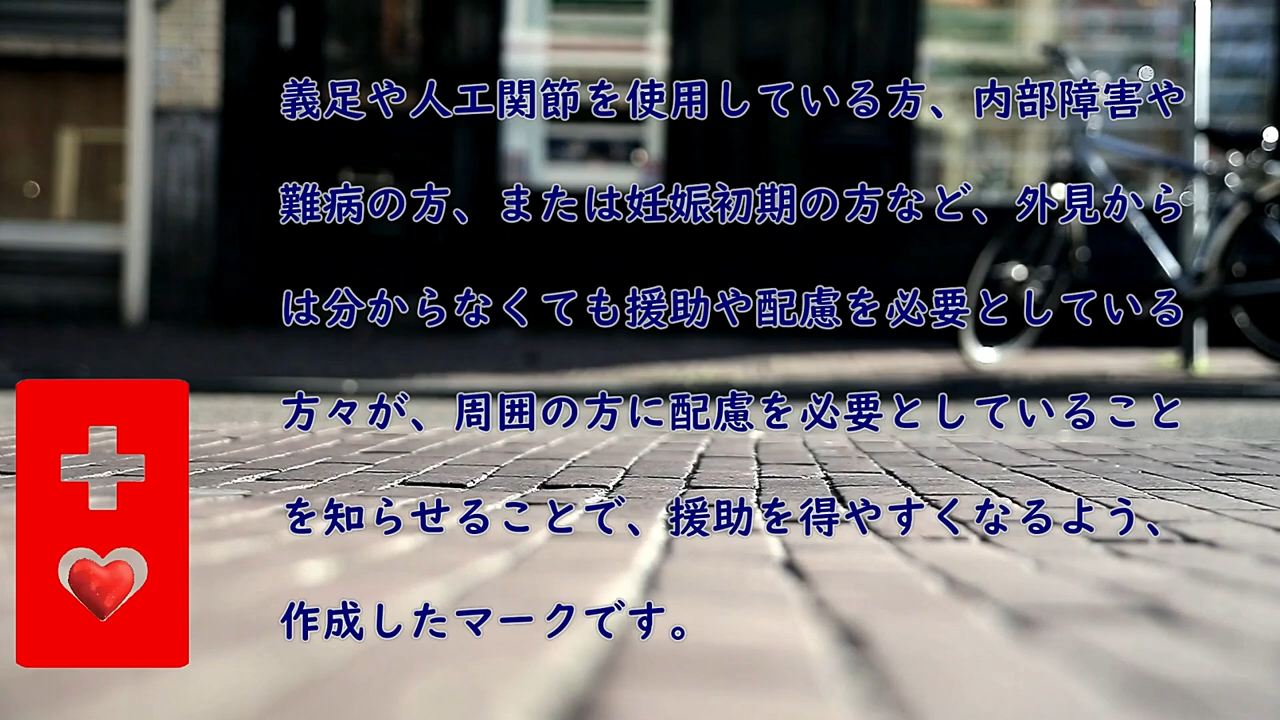 義足や人工関節を使用している方、内部障害や
難病の方、または妊娠初期の方など、外見から
は分からなくても援助や配慮を必要としている
方々が、周囲の方に配慮を必要としていること
を知らせることで、援助を得やすくなるよう、
作成したマークです。